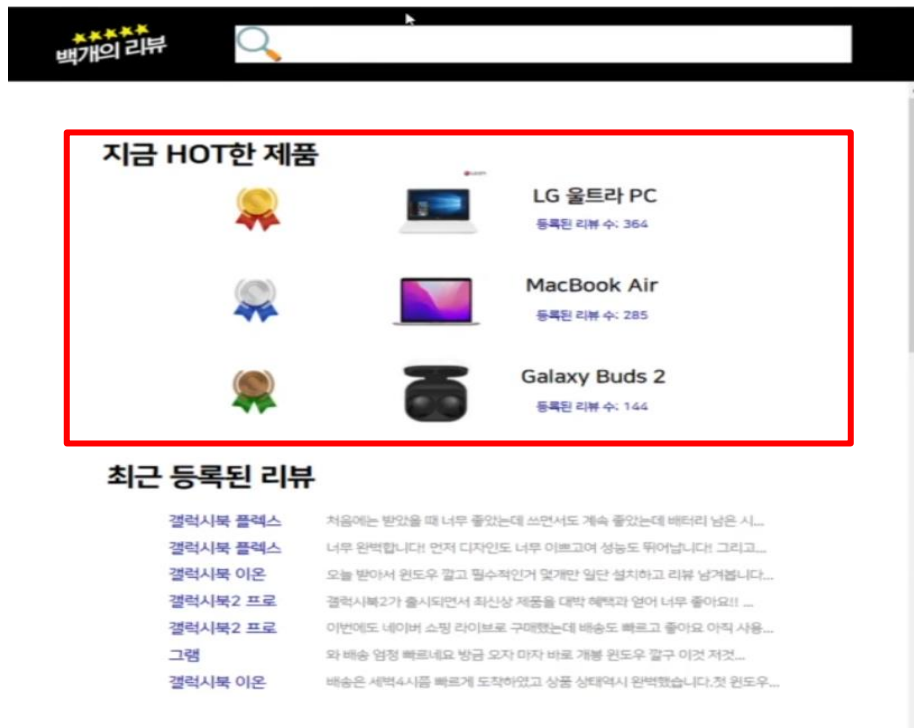 백개의 리뷰
지금 HOT한 제품
LG 울트라 PC
등록된 리뷰 수: 364
MacBook Air
등록된 리뷰 수: 285
Galaxy Buds 2
등록된 리뷰 수: 144
최근 등록된 리뷰
갤럭시북 플렉스 처음에는 받았을 때 너무 좋았는데 쓰면서도 계속 좋았는데 배터리 남은 시...
갤럭시북 플렉스 너무 완벽합니다! 먼저 디자인도 너무 이쁘고여 성능도 뛰어납니다! 그리고...
갤럭시북 이온 오늘 받아서 윈도우 깔고 필수적인거 몇개만 일단 설치하고 리뷰 남겨봅니다...
갤럭시북2 프로 갤럭시북2가 출시되면서 최신상 제품을 대박 혜택과 얻어 너무 좋아요!! ...
갤럭시북2 프로 이번에도 네이버 쇼핑 라이브로 구매했는데 배송도 빠르고 좋아요 아직 사용...
그램 와 배송 엄청 빠르네요 방금 오자 마자 바로 개봉 윈도우 깔구 이것 저것...
갤럭시북 이온 배송은 새벽4시쯤 빠르게 도착하였고 상품 상태역시 완벽했습니다.첫 윈도우...